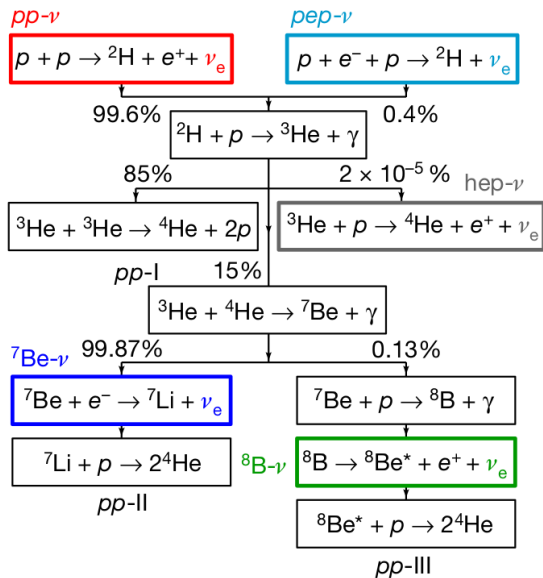 pp-ν pep-ν
p + p → ²H + e⁺ + νₑ p + e⁻ + p → ²H + νₑ
99.6% 0.4%
²H + p → ³He + γ
85% 2 × 10⁻⁵ %
hep-ν
³He + ³He → ⁴He + 2p ³He + p → ⁴He + e⁺ + νₑ
pp-I 15%
³He + ⁴He → ⁷Be + γ
⁷Be-ν 99.87% 0.13%
⁷Be + e⁻ → ⁷Li + νₑ ⁷Be + p → ⁸B + γ
⁷Li + p → 2⁴He ⁸B-ν ⁸B → ⁸Be* + e⁺ + νₑ
pp-II ⁸Be* + p → 2⁴He
pp-III